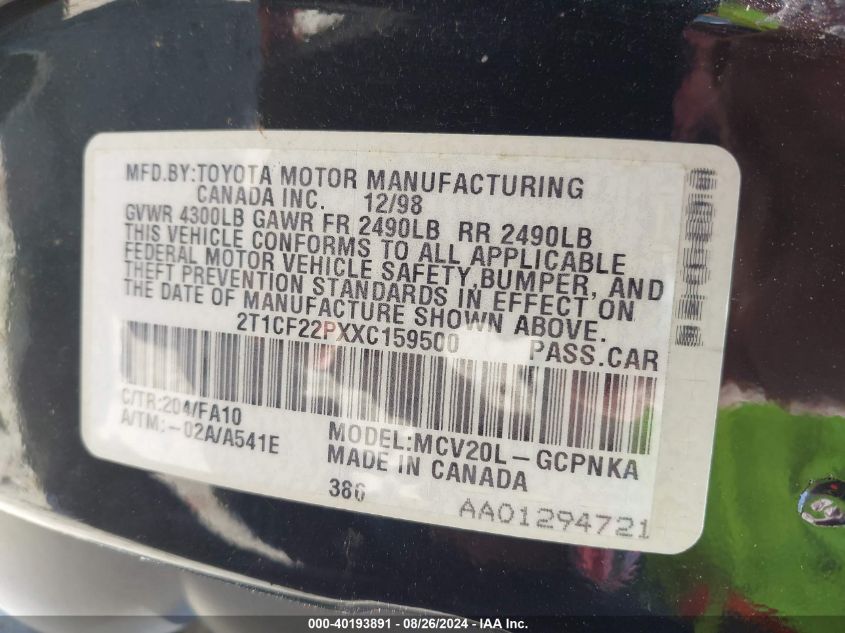 MFD.BY:TOYOTA MOTOR MANUFACTURING
CANADA INC. 12/98
GVWR 4300LB GAWR FR 2490LB RR 2490LB
THIS VEHICLE CONFORMS TO ALL APPLICABLE
FEDERAL MOTOR VEHICLE SAFETY,BUMPER, AND
THEFT PREVENTION STANDARDS IN EFFECT ON
THE DATE OF MANUFACTURE SHOWN ABOVE.
2T1CF22PXXC159500 PASS.CAR
C/TR:204/FA10
A/TM:-02A/A541E
MODEL:MCV20L-GCPNKA
MADE IN CANADA
386
AA01294721
000-40193891 / 08/26/2024 - IAA Inc.